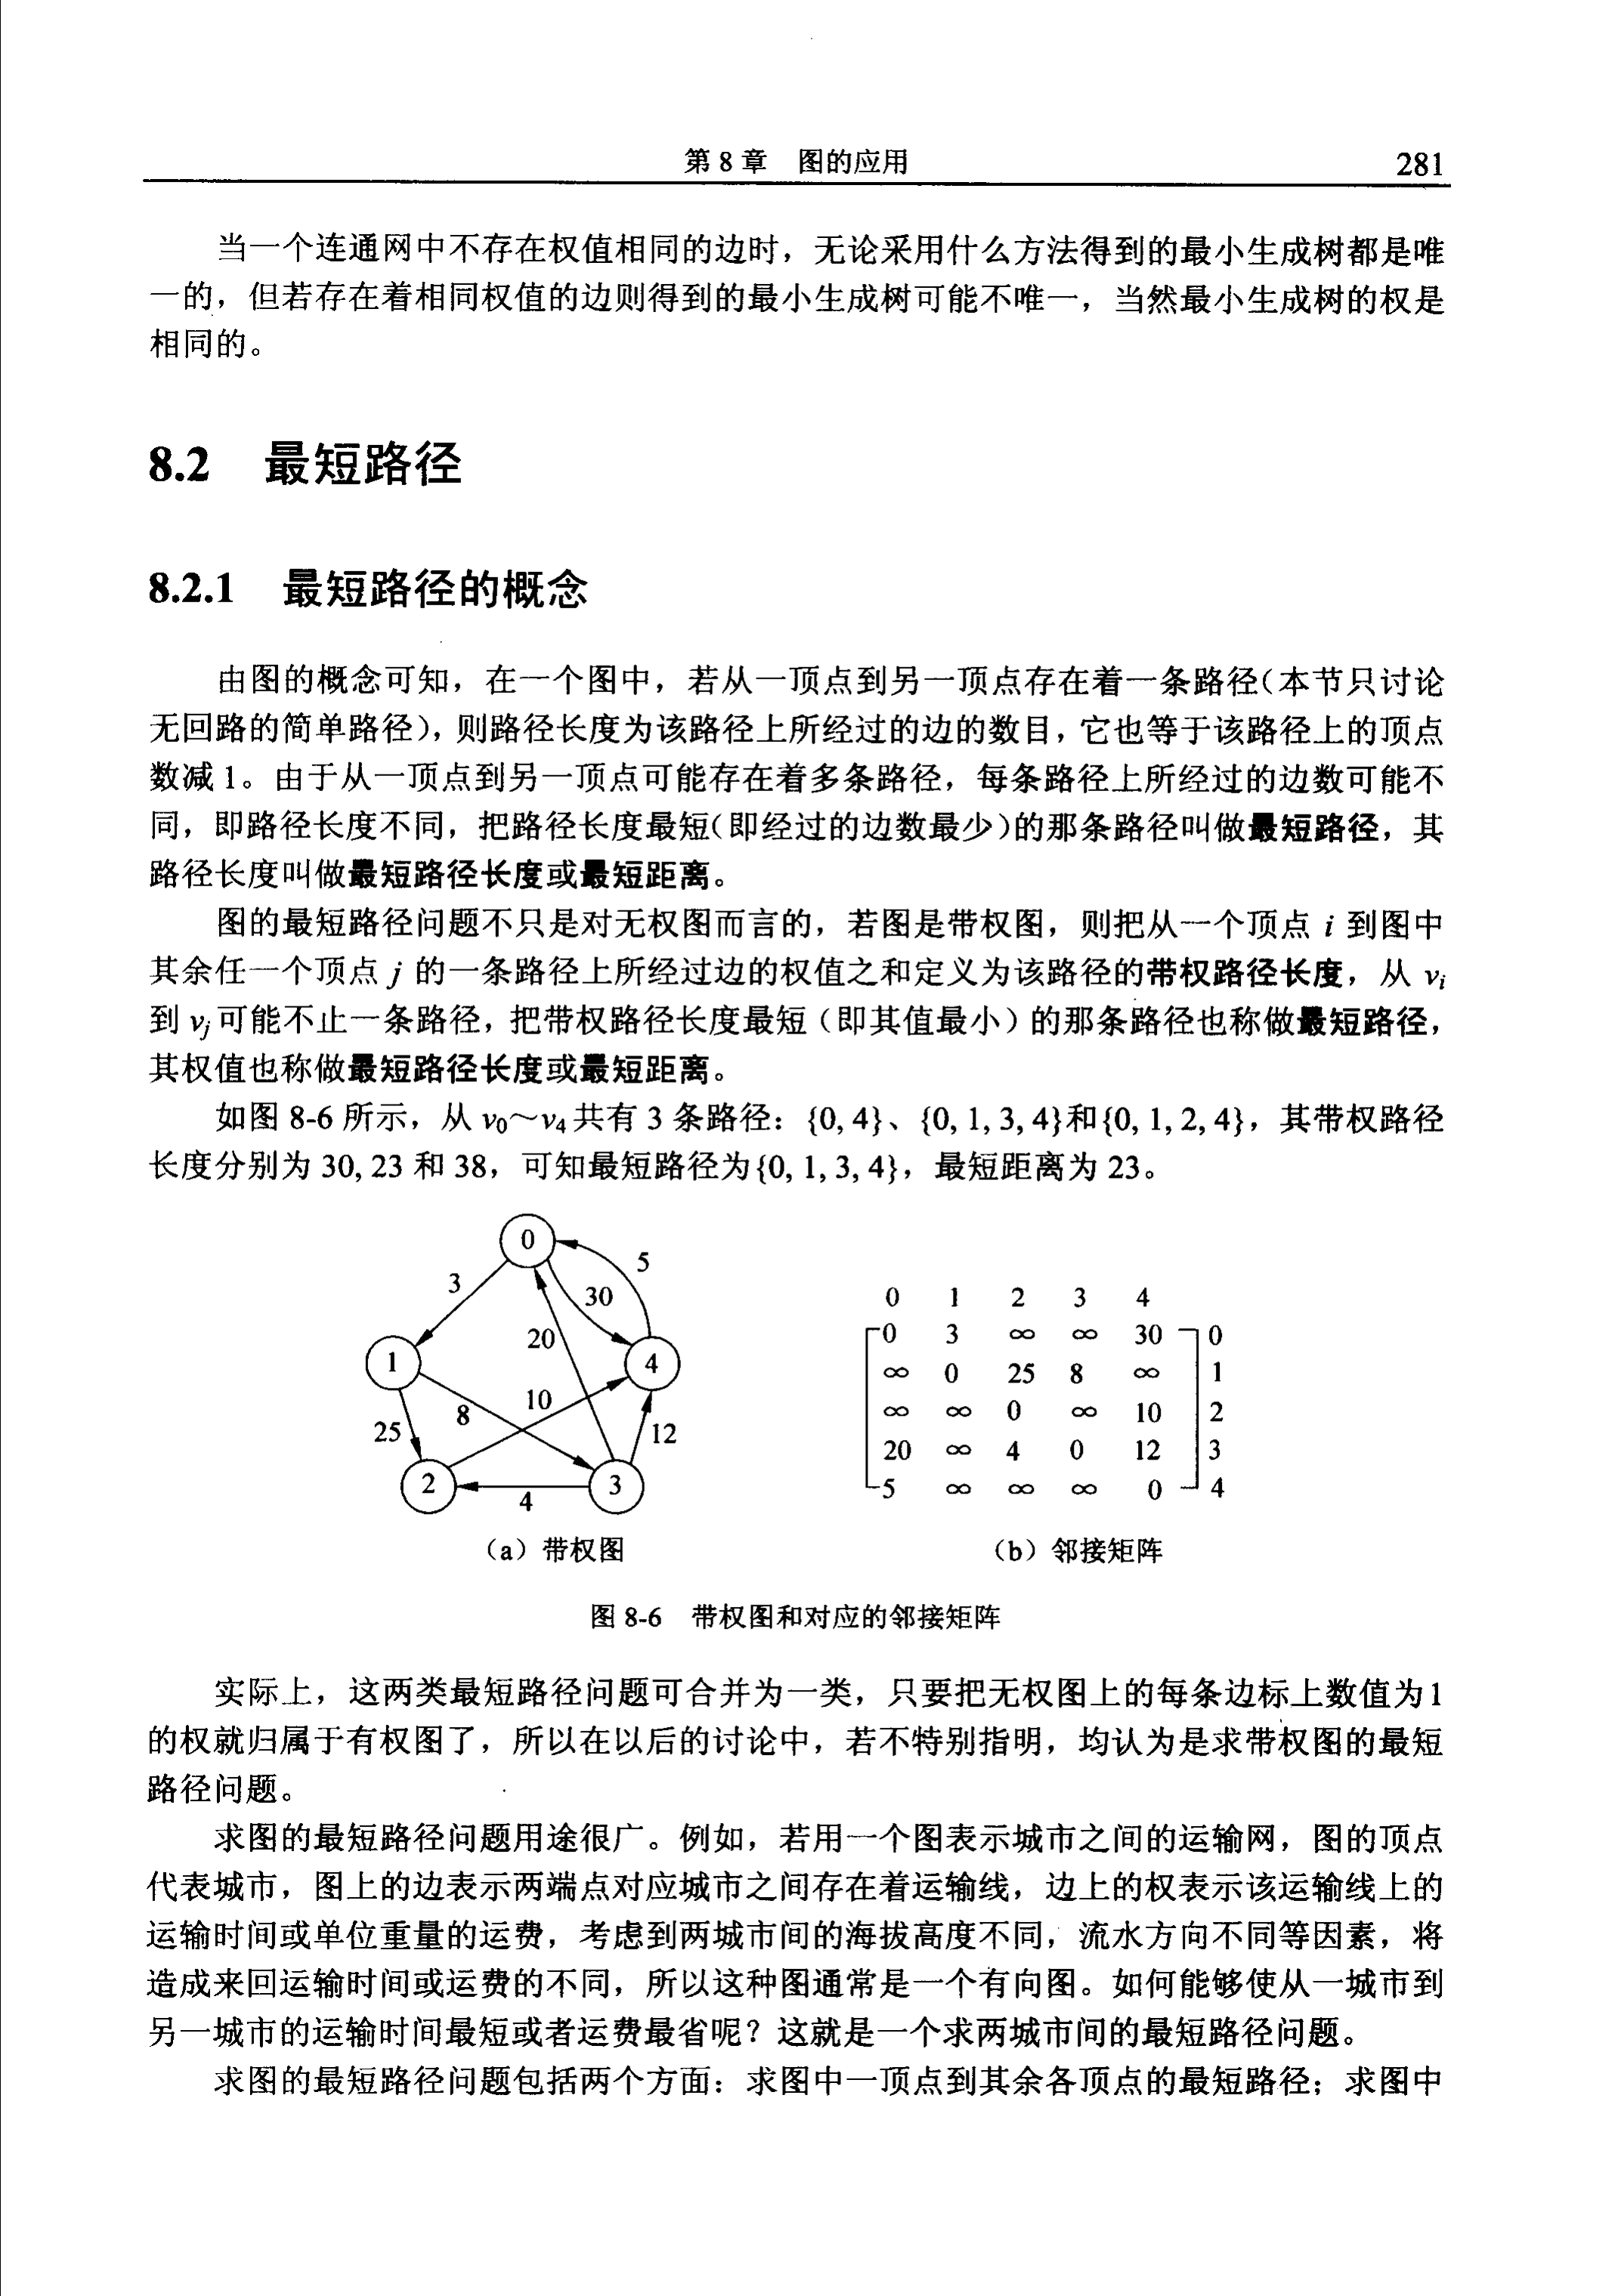 第 8 章 图的应用 281
当一个连通网中不存在权值相同的边时，无论采用什么方法得到的最小生成树都是唯
一的，但若存在着相同权值的边则得到的最小生成树可能不唯一，当然最小生成树的权是
相同的。
8.2 最短路径
8.2.1 最短路径的概念
由图的概念可知，在一个图中，若从一顶点到另一顶点存在着一条路径(本节只讨论
无回路的简单路径)，则路径长度为该路径上所经过的边的数目，它也等于该路径上的顶点
数减 1。由于从一顶点到另一顶点可能存在着多条路径，每条路径上所经过的边数可能不
同，即路径长度不同，把路径长度最短(即经过的边数最少)的那条路径叫做最短路径，其
路径长度叫做最短路径长度或最短距离。
图的最短路径问题不只是对无权图而言的，若图是带权图，则把从一个顶点 i 到图中
其余任一个顶点 j 的一条路径上所经过边的权值之和定义为该路径的带权路径长度，从 vi
到 vj 可能不止一条路径，把带权路径长度最短（即其值最小）的那条路径也称做最短路径，
其权值也称做最短路径长度或最短距离。
如图 8-6 所示，从 v0～v4 共有 3 条路径：{0, 4}、{0, 1, 3, 4}和{0, 1, 2, 4}，其带权路径
长度分别为 30, 23 和 38，可知最短路径为{0, 1, 3, 4}，最短距离为 23。
0
5
3
30
20
1
4
10
8
25
12
2
3
4
（a）带权图
0 1 2 3 4
0 3 ∞ ∞ 30 0
∞ 0 25 8 ∞ 1
∞ ∞ 0 ∞ 10 2
20 ∞ 4 0 12 3
5 ∞ ∞ ∞ 0 4
（b）邻接矩阵
图 8-6 带权图和对应的邻接矩阵
实际上，这两类最短路径问题可合并为一类，只要把无权图上的每条边标上数值为1
的权就归属于有权图了，所以在以后的讨论中，若不特别指明，均认为是求带权图的最短
路径问题。
求图的最短路径问题用途很广。例如，若用一个图表示城市之间的运输网，图的顶点
代表城市，图上的边表示两端点对应城市之间存在着运输线，边上的权表示该运输线上的
运输时间或单位重量的运费，考虑到两城市间的海拔高度不同，流水方向不同等因素，将
造成来回运输时间或运费的不同，所以这种图通常是一个有向图。如何能够使从一城市到
另一城市的运输时间最短或者运费最省呢？这就是一个求两城市间的最短路径问题。
求图的最短路径问题包括两个方面：求图中一顶点到其余各顶点的最短路径；求图中